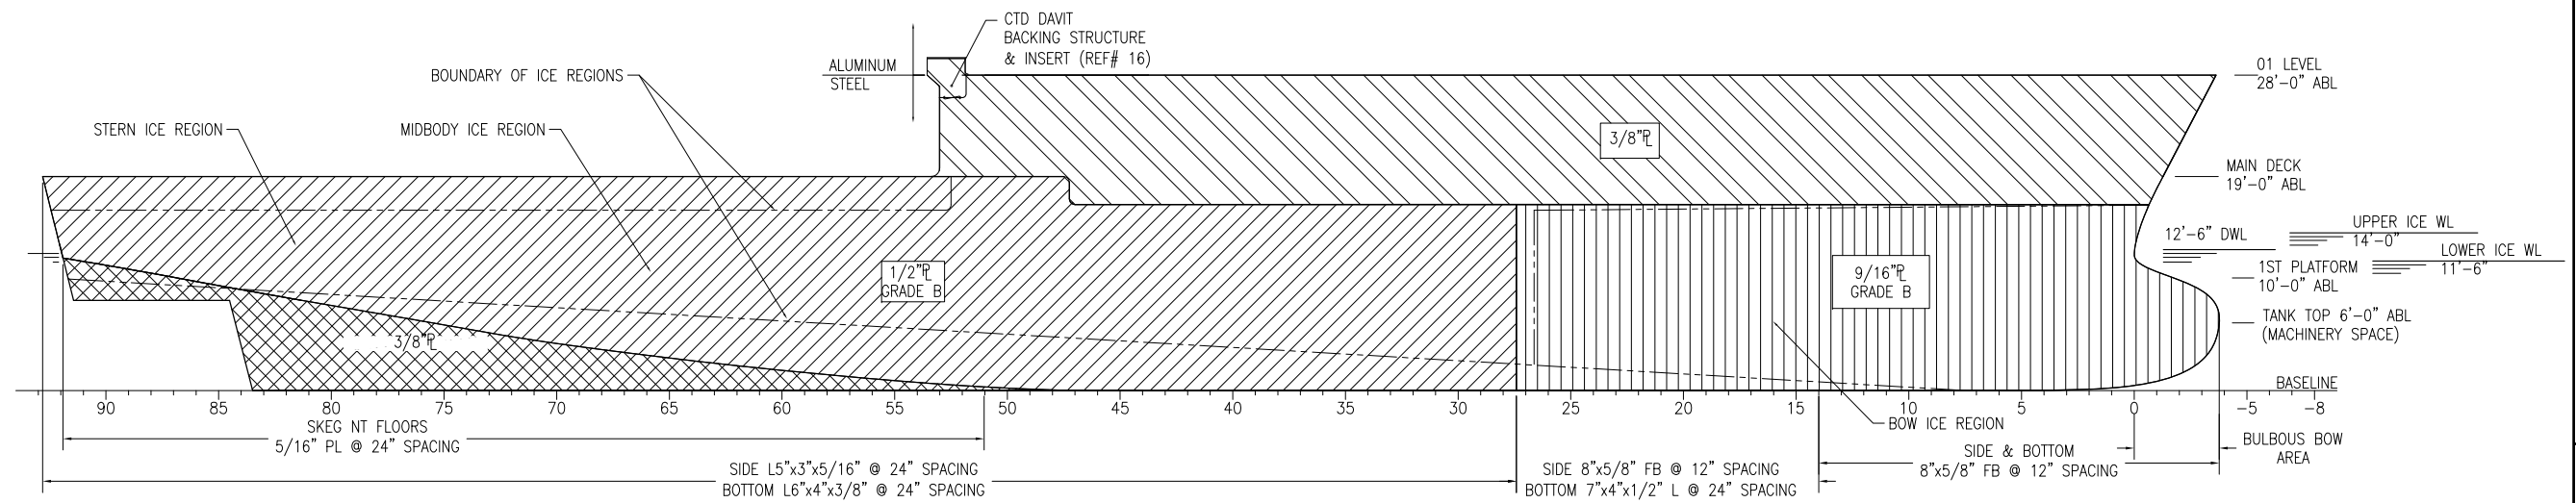 CTD DAVIT
BACKING STRUCTURE
& INSERT (REF# 16)
ALUMINUM
STEEL
BOUNDARY OF ICE REGIONS
01 LEVEL
28'-0" ABL
STERN ICE REGION
MIDBODY ICE REGION
3/8"PL
MAIN DECK
19'-0" ABL
UPPER ICE WL
14'-0"
12'-6" DWL
LOWER ICE WL
11'-6"
1ST PLATFORM
10'-0" ABL
1/2"PL
GRADE B
9/16"PL
GRADE B
TANK TOP 6'-0" ABL
(MACHINERY SPACE)
3/8"PL
BASELINE
90 85 80 75 70 65 60 55 50 45 40 35 30 25 20 15 10 5 0 -5 -8
SKEG NT FLOORS
5/16" PL @ 24" SPACING
BOW ICE REGION
SIDE & BOTTOM
8"x5/8" FB @ 12" SPACING
BULBOUS BOW
AREA
SIDE L5"x3"x5/16" @ 24" SPACING
BOTTOM L6"x4"x3/8" @ 24" SPACING
SIDE 8"x5/8" FB @ 12" SPACING
BOTTOM 7"x4"x1/2" L @ 24" SPACING